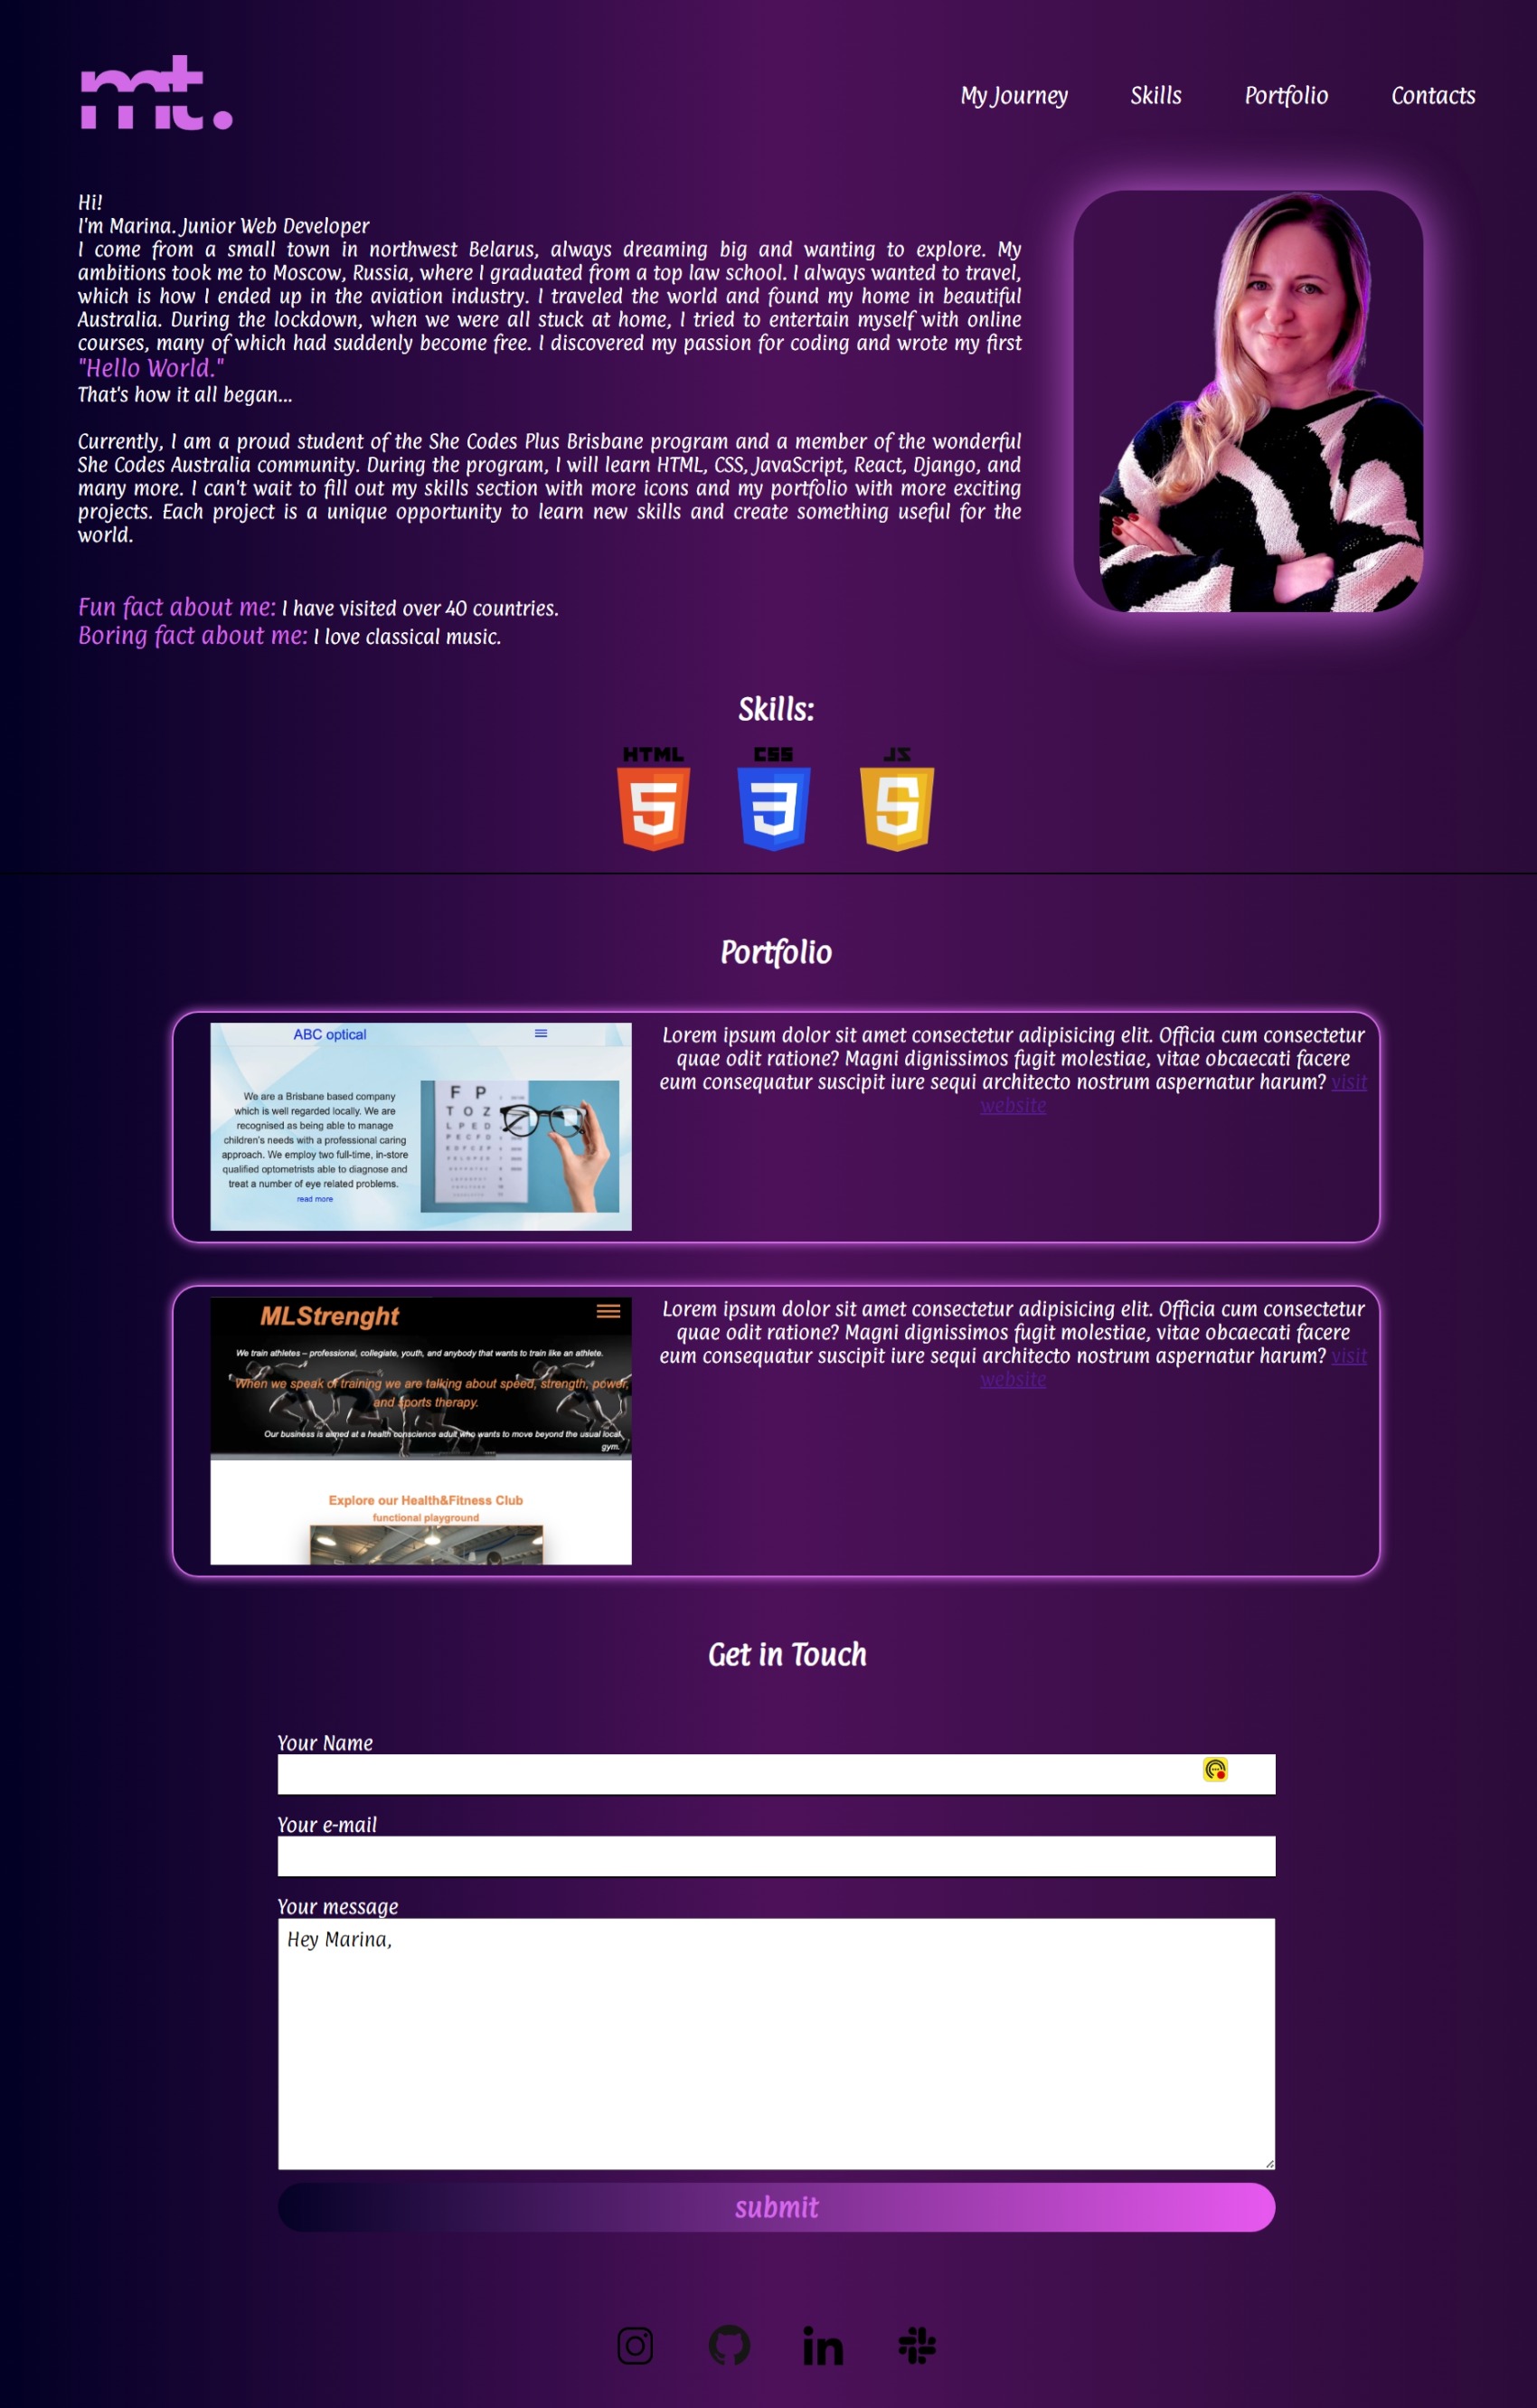 mt.
My Journey Skills Portfolio Contacts
Hi!
I'm Marina. Junior Web Developer
I come from a small town in northwest Belarus, always dreaming big and wanting to explore. My
ambitions took me to Moscow, Russia, where I graduated from a top law school. I always wanted to travel,
which is how I ended up in the aviation industry. I traveled the world and found my home in beautiful
Australia. During the lockdown, when we were all stuck at home, I tried to entertain myself with online
courses, many of which had suddenly become free. I discovered my passion for coding and wrote my first
"Hello World."
That's how it all began...
Currently, I am a proud student of the She Codes Plus Brisbane program and a member of the wonderful
She Codes Australia community. During the program, I will learn HTML, CSS, JavaScript, React, Django, and
many more. I can't wait to fill out my skills section with more icons and my portfolio with more exciting
projects. Each project is a unique opportunity to learn new skills and create something useful for the
world.
Fun fact about me: I have visited over 40 countries.
Boring fact about me: I love classical music.
Skills:
HTML CSS JS
5 3 5
Portfolio
ABC optical
We are a Brisbane based company
which is well regarded locally. We are
recognised as being able to manage
children's needs with a professional caring
approach. We employ two full-time, in-store
qualified optometrists able to diagnose and
treat a number of eye related problems.
read more
F P
T O Z
L P E D
P E C F D
Lorem ipsum dolor sit amet consectetur adipisicing elit. Officia cum consectetur
quae odit ratione? Magni dignissimos fugit molestiae, vitae obcaecati facere
eum consequatur suscipit iure sequi architecto nostrum aspernatur harum? visit
website
MLStrenght
We train athletes – professional, collegiate, youth, and anybody that wants to train like an athlete.
When we speak of training we are talking about speed, strength, power,
and sports therapy.
Our business is aimed at a health conscience adult who wants to move beyond the usual local
gym.
Explore our Health&Fitness Club
functional playground
Lorem ipsum dolor sit amet consectetur adipisicing elit. Officia cum consectetur
quae odit ratione? Magni dignissimos fugit molestiae, vitae obcaecati facere
eum consequatur suscipit iure sequi architecto nostrum aspernatur harum? visit
website
Get in Touch
Your Name
Your e-mail
Your message
Hey Marina,
submit
in